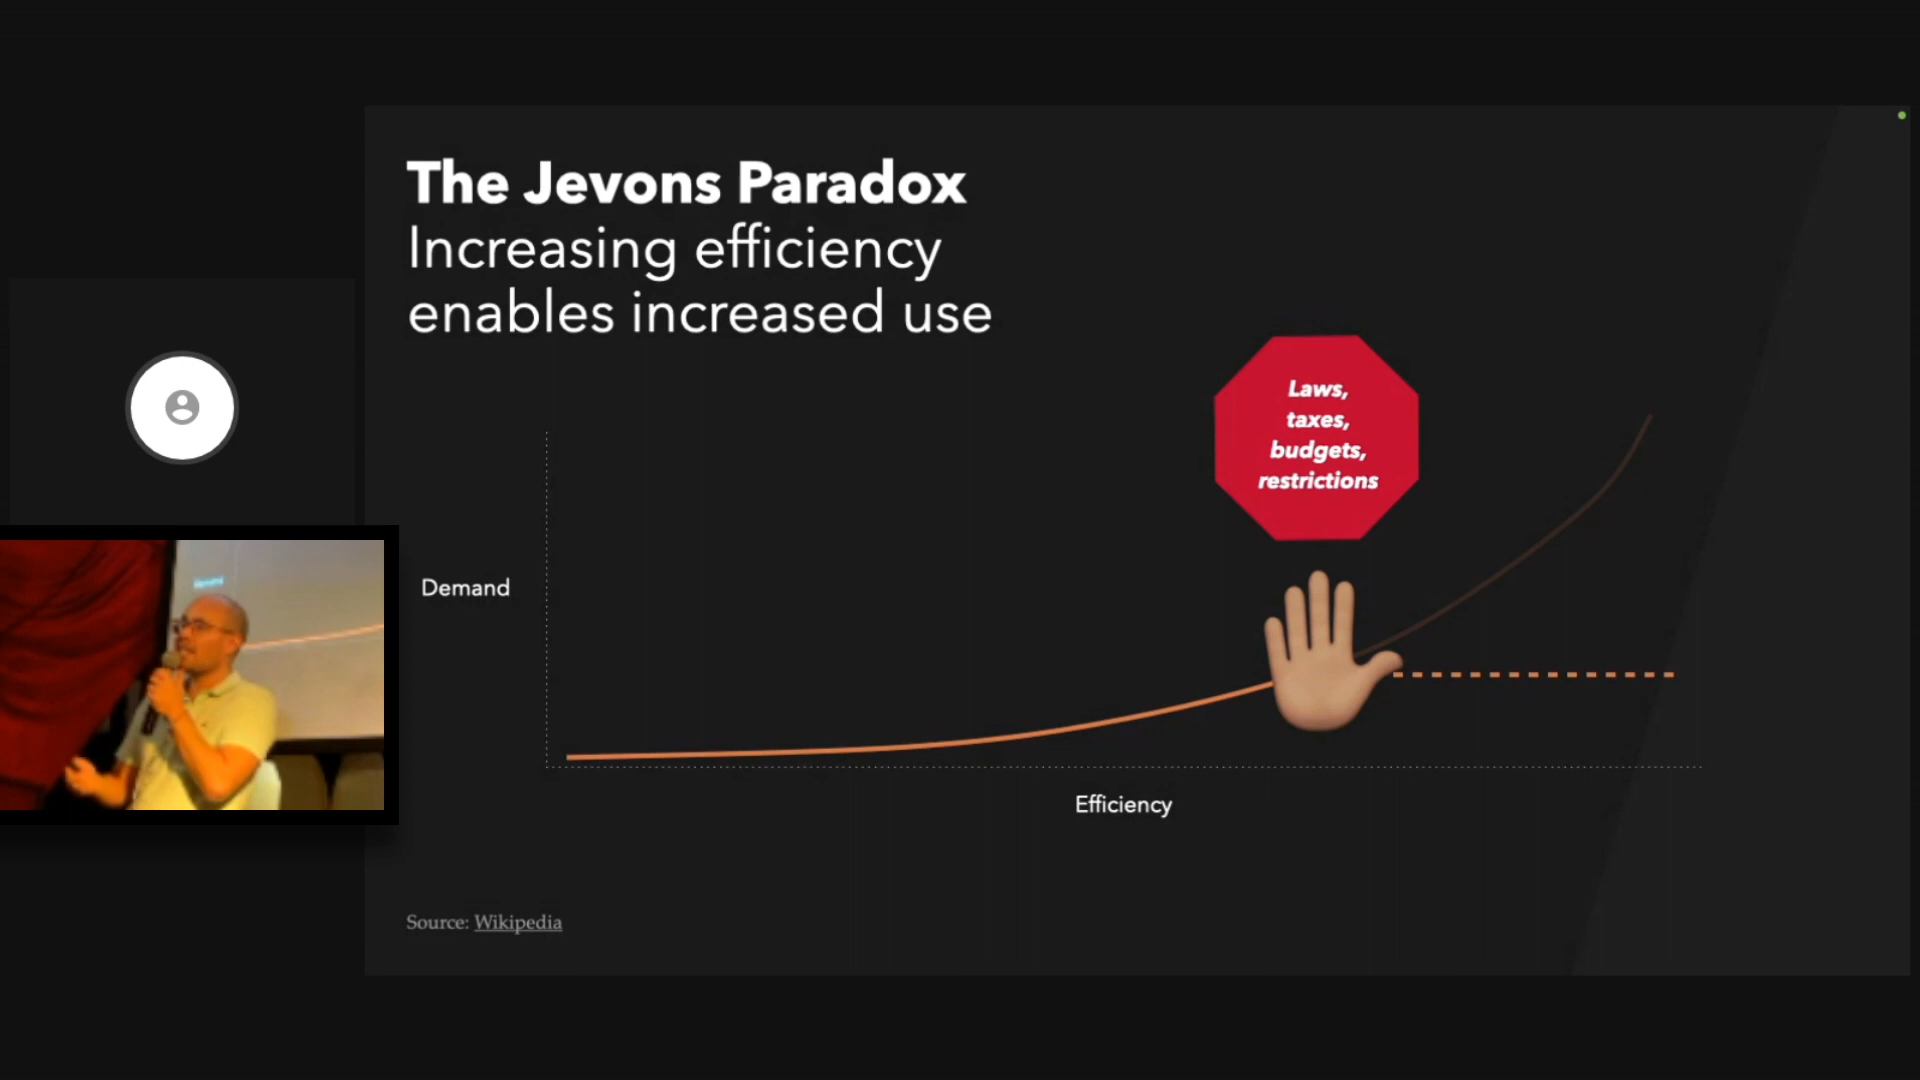 The Jevons Paradox
Increasing efficiency
enables increased use
Laws,
taxes,
budgets,
restrictions
Demand
Efficiency
Source: Wikipedia